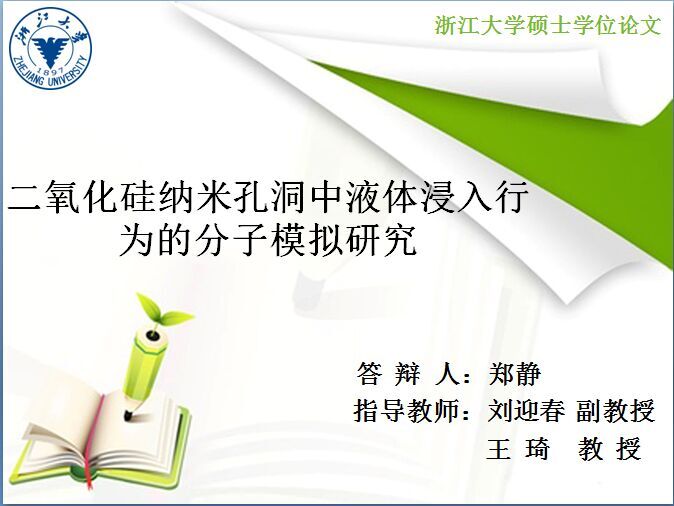 浙江大学
1897
ZHEJIANG UNIVERSITY
浙江大学硕士学位论文
二氧化硅纳米孔洞中液体浸入行
为的分子模拟研究
答 辩 人：郑静
指导教师：刘迎春 副教授
王 琦 教 授